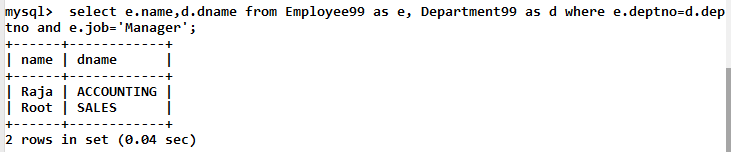 mysql>  select e.name,d.dname from Employee99 as e, Department99 as d where e.deptno=d.dep
tno and e.job='Manager';
+------+------------+
| name | dname      |
+------+------------+
| Raja | ACCOUNTING |
| Root | SALES      |
+------+------------+
2 rows in set (0.04 sec)